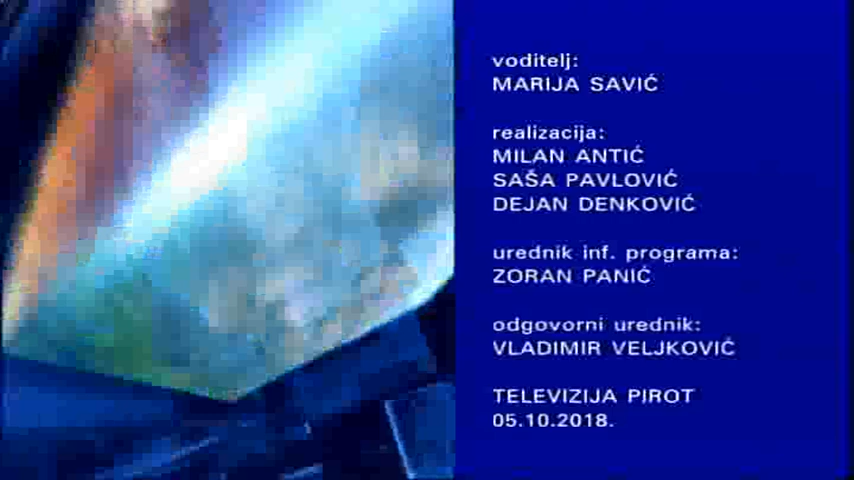 voditelj:
MARIJA SAVIĆ
realizacija:
MILAN ANTIĆ
SAŠA PAVLOVIĆ
DEJAN DENKOVIĆ
urednik inf. programa:
ZORAN PANIĆ
odgovorni urednik:
VLADIMIR VELJKOVIĆ
TELEVIZIJA PIROT
05.10.2018.